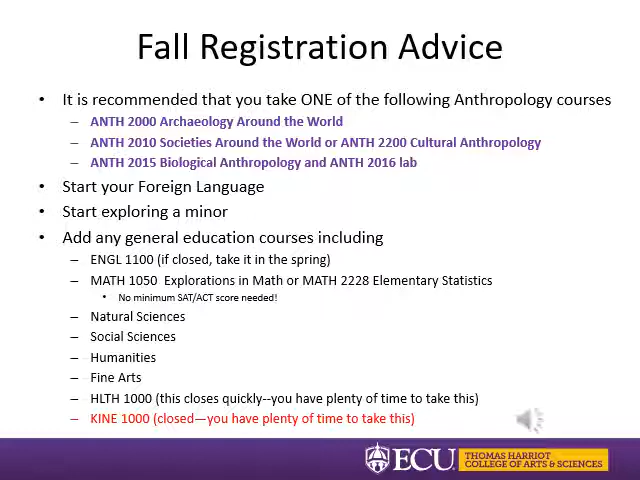 Fall Registration Advice
• It is recommended that you take ONE of the following Anthropology courses
– ANTH 2000 Archaeology Around the World
– ANTH 2010 Societies Around the World or ANTH 2200 Cultural Anthropology
– ANTH 2015 Biological Anthropology and ANTH 2016 lab
• Start your Foreign Language
• Start exploring a minor
• Add any general education courses including
– ENGL 1100 (if closed, take it in the spring)
– MATH 1050  Explorations in Math or MATH 2228 Elementary Statistics
• No minimum SAT/ACT score needed!
– Natural Sciences
– Social Sciences
– Humanities
– Fine Arts
– HLTH 1000 (this closes quickly--you have plenty of time to take this)
– KINE 1000 (closed—you have plenty of time to take this)
ECU
THOMAS HARRIOT
COLLEGE OF ARTS & SCIENCES